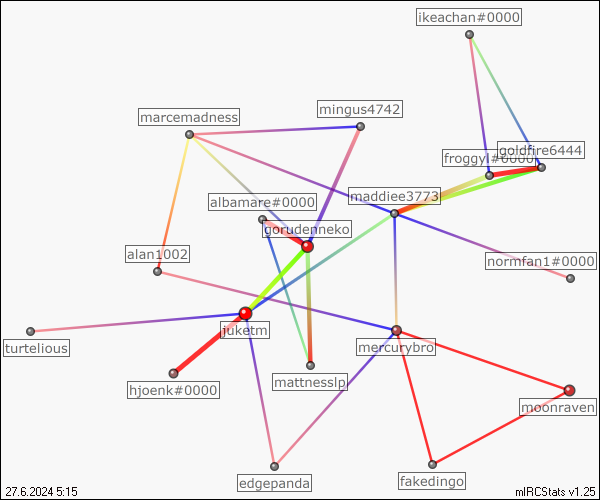 ikeachan#0000
mingus4742
marcemadness
goldfire6444
froggyl#0000
maddiee3773
albamare#0000
gorudenneko
alan1002
normfan1#0000
juketm
turtelious
mercurybro
mattnesslp
hjoenk#0000
moonraven
edgepanda
fakedingo
27.6.2024 5:15
mIRCStats v1.25